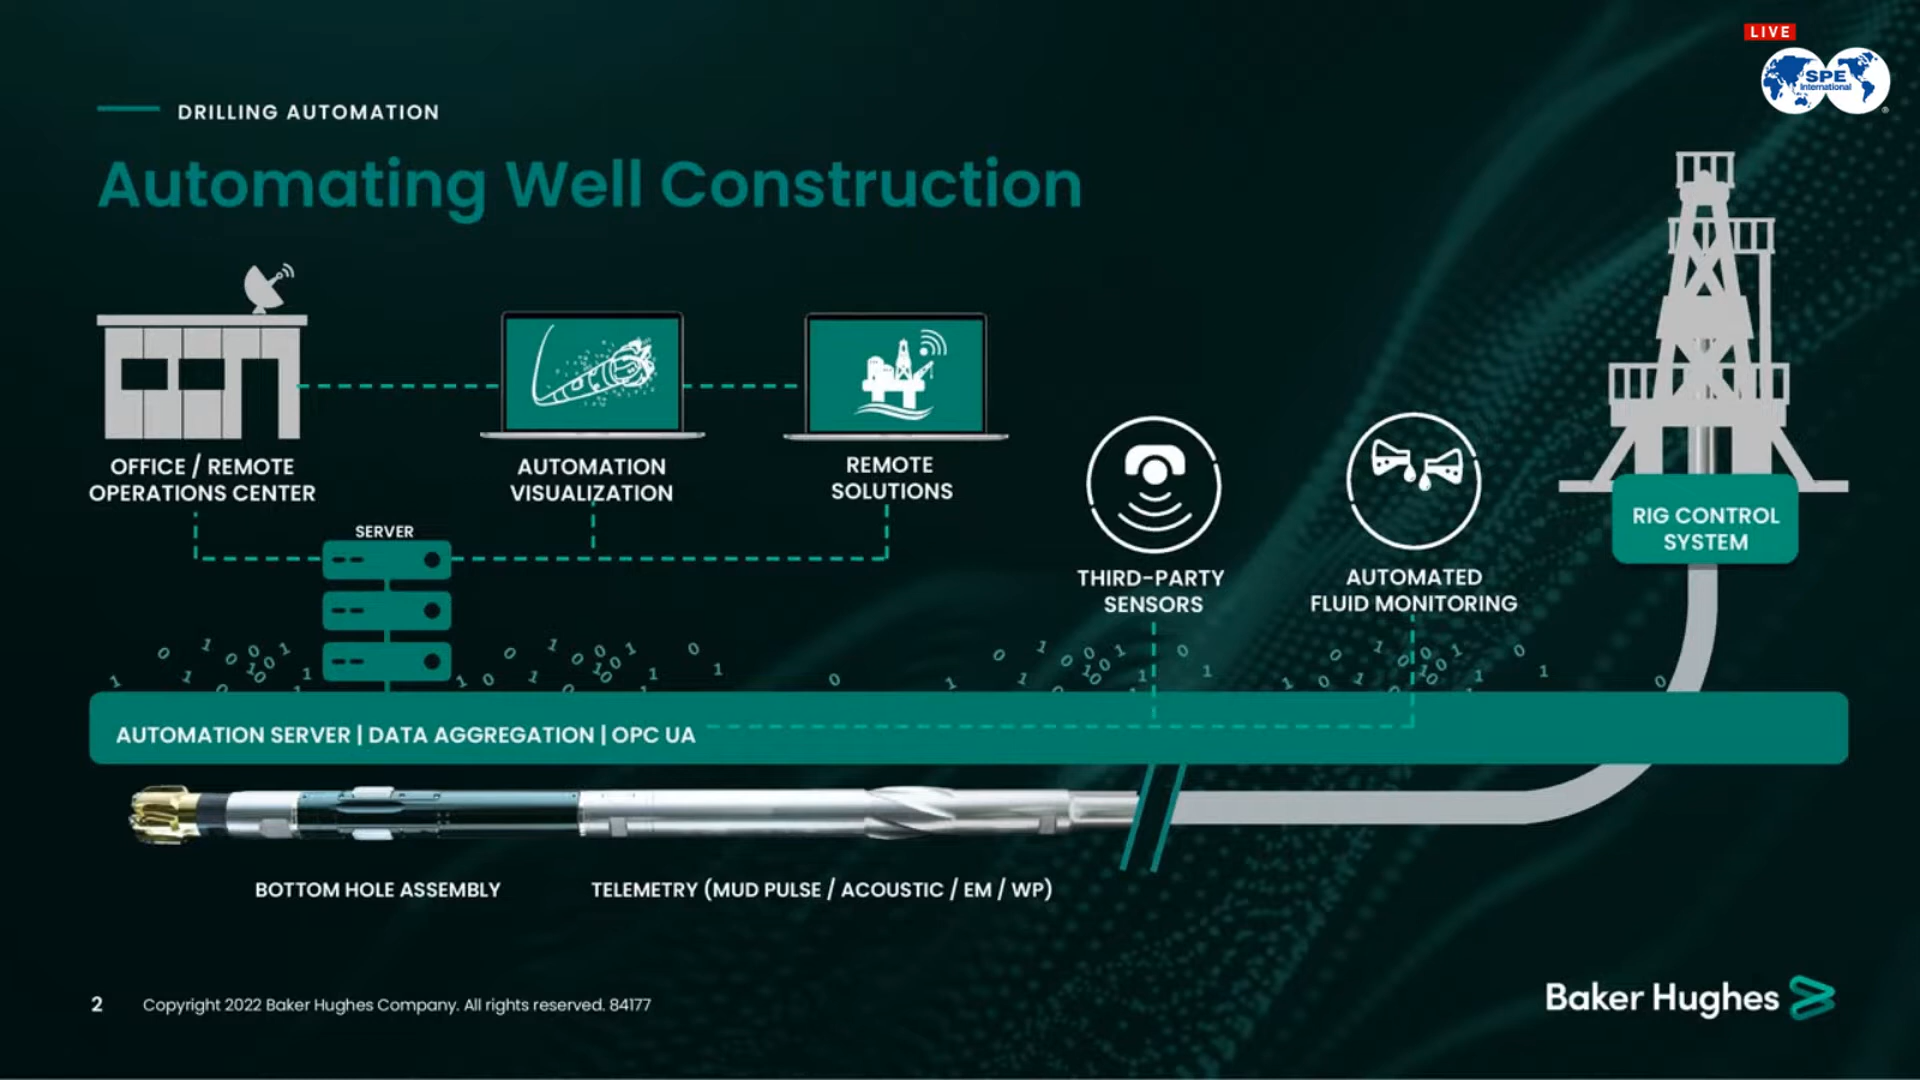 LIVE
SPE
International
®
DRILLING AUTOMATION
Automating Well Construction
OFFICE / REMOTE
OPERATIONS CENTER
AUTOMATION
VISUALIZATION
REMOTE
SOLUTIONS
SERVER
THIRD-PARTY
SENSORS
AUTOMATED
FLUID MONITORING
RIG CONTROL
SYSTEM
AUTOMATION SERVER | DATA AGGREGATION | OPC UA
BOTTOM HOLE ASSEMBLY
TELEMETRY (MUD PULSE / ACOUSTIC / EM / WP)
2
Copyright 2022 Baker Hughes Company. All rights reserved. 84177
Baker Hughes